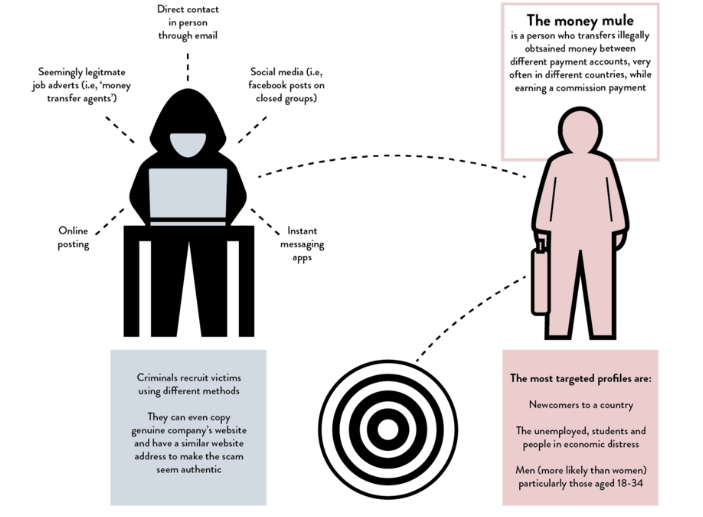 Direct contact
in person
through email
Seemingly legitmate
job adverts (i.e, ‘money
transfer agents’)
Social media (i.e,
facebook posts on
closed groups)
Online
posting
Instant
messaging
apps
The money mule
is a person who transfers illegally
obtsained money between
different payment accounts, very
often in different countries, while
earning a commission payment
Criminals recruit victims
using different methods
They can even copy
genuine company’s website
and have a similar website
address to make the scam
seem authentic
The most targeted profiles are:
Newcomers to a country
The unemployed, students and
people in economic distress
Men (more likely than women)
particularly those aged 18-34